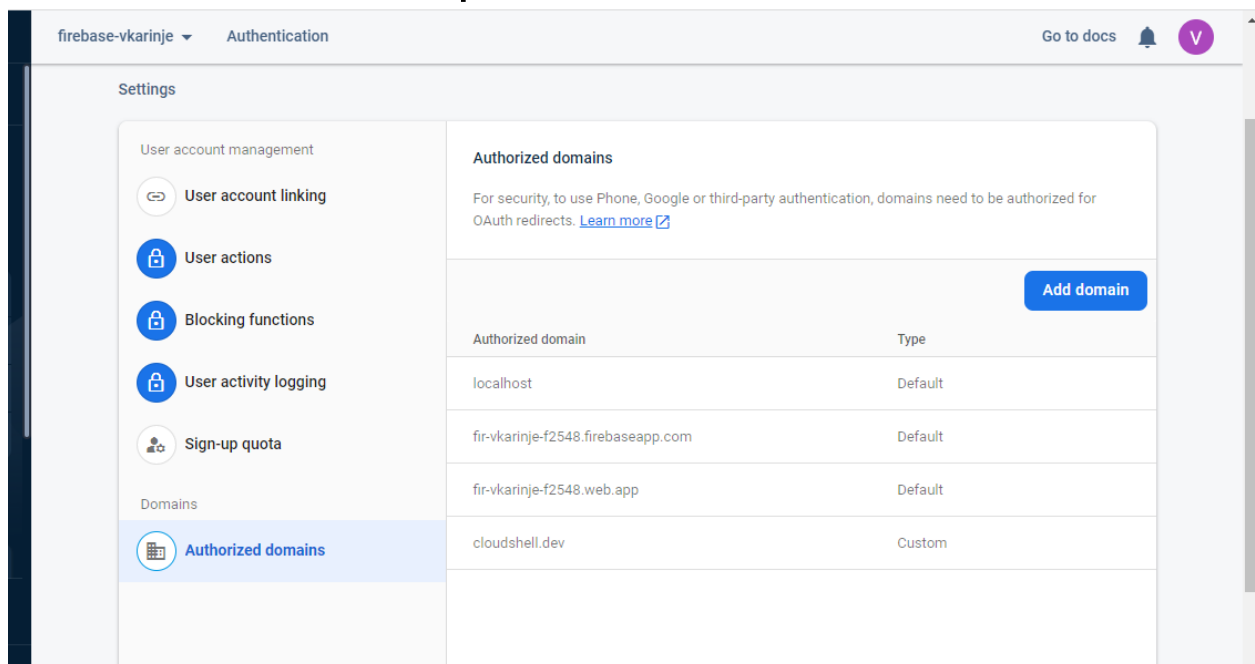 firebase-vkarinje Authentication Go to docs V
Settings
User account management
User account linking
User actions
Blocking functions
User activity logging
Sign-up quota
Domains
Authorized domains
Authorized domains
For security, to use Phone, Google or third-party authentication, domains need to be authorized for
OAuth redirects. Learn more
Add domain
Authorized domain Type
localhost Default
fir-vkarinje-f2548.firebaseapp.com Default
fir-vkarinje-f2548.web.app Default
cloudshell.dev Custom